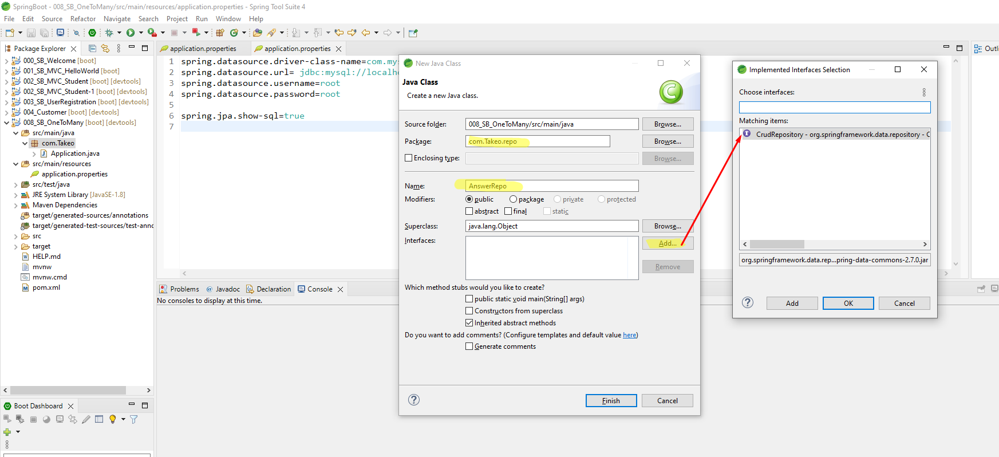 SpringBoot - 008_SB_OneToMany/src/main/resources/application.properties - Spring Tool Suite 4
File Edit Source Refactor Navigate Search Project Run Window Help
Package Explorer
000_SB_Welcome [boot]
001_SB_MVC_HelloWorld [boot]
002_SB_MVC_Student [boot] [devtools]
002_SB_MVC_Student-1 [boot] [devtools]
003_SB_UserRegistration [boot] [devtools]
004_Customer [boot] [devtools]
008_SB_OneToMany [boot] [devtools]
src/main/java
com.Takeo
Application.java
src/main/resources
application.properties
src/test/java
JRE System Library [JavaSE-1.8]
Maven Dependencies
target/generated-sources/annotations
target/generated-test-sources/test-anno
src
target
HELP.md
mvnw
mvnw.cmd
pom.xml
Boot Dashboard
application.properties
application.properties
1 spring.datasource.driver-class-name=com.mys
2 spring.datasource.url= jdbc:mysql://localho
3 spring.datasource.username=root
4 spring.datasource.password=root
5
6 spring.jpa.show-sql=true
7
Outli
Problems @ Javadoc Declaration Console
No consoles to display at this time.
New Java Class
Java Class
Create a new Java class.
Source folder: 008_SB_OneToMany/src/main/java Browse...
Package: com.Takeo.repo Browse...
Enclosing type: Browse...
Name: AnswerRepo
Modifiers: public package private protected
abstract final static
Superclass: java.lang.Object Browse...
Interfaces: Add...
Remove
Which method stubs would you like to create?
public static void main(String[] args)
Constructors from superclass
Inherited abstract methods
Do you want to add comments? (Configure templates and default value here)
Generate comments
Finish Cancel
Implemented Interfaces Selection
Choose interfaces:
Matching items:
CrudRepository - org.springframework.data.repository - C
org.springframework.data.rep...pring-data-commons-2.7.0.jar
Add OK Cancel